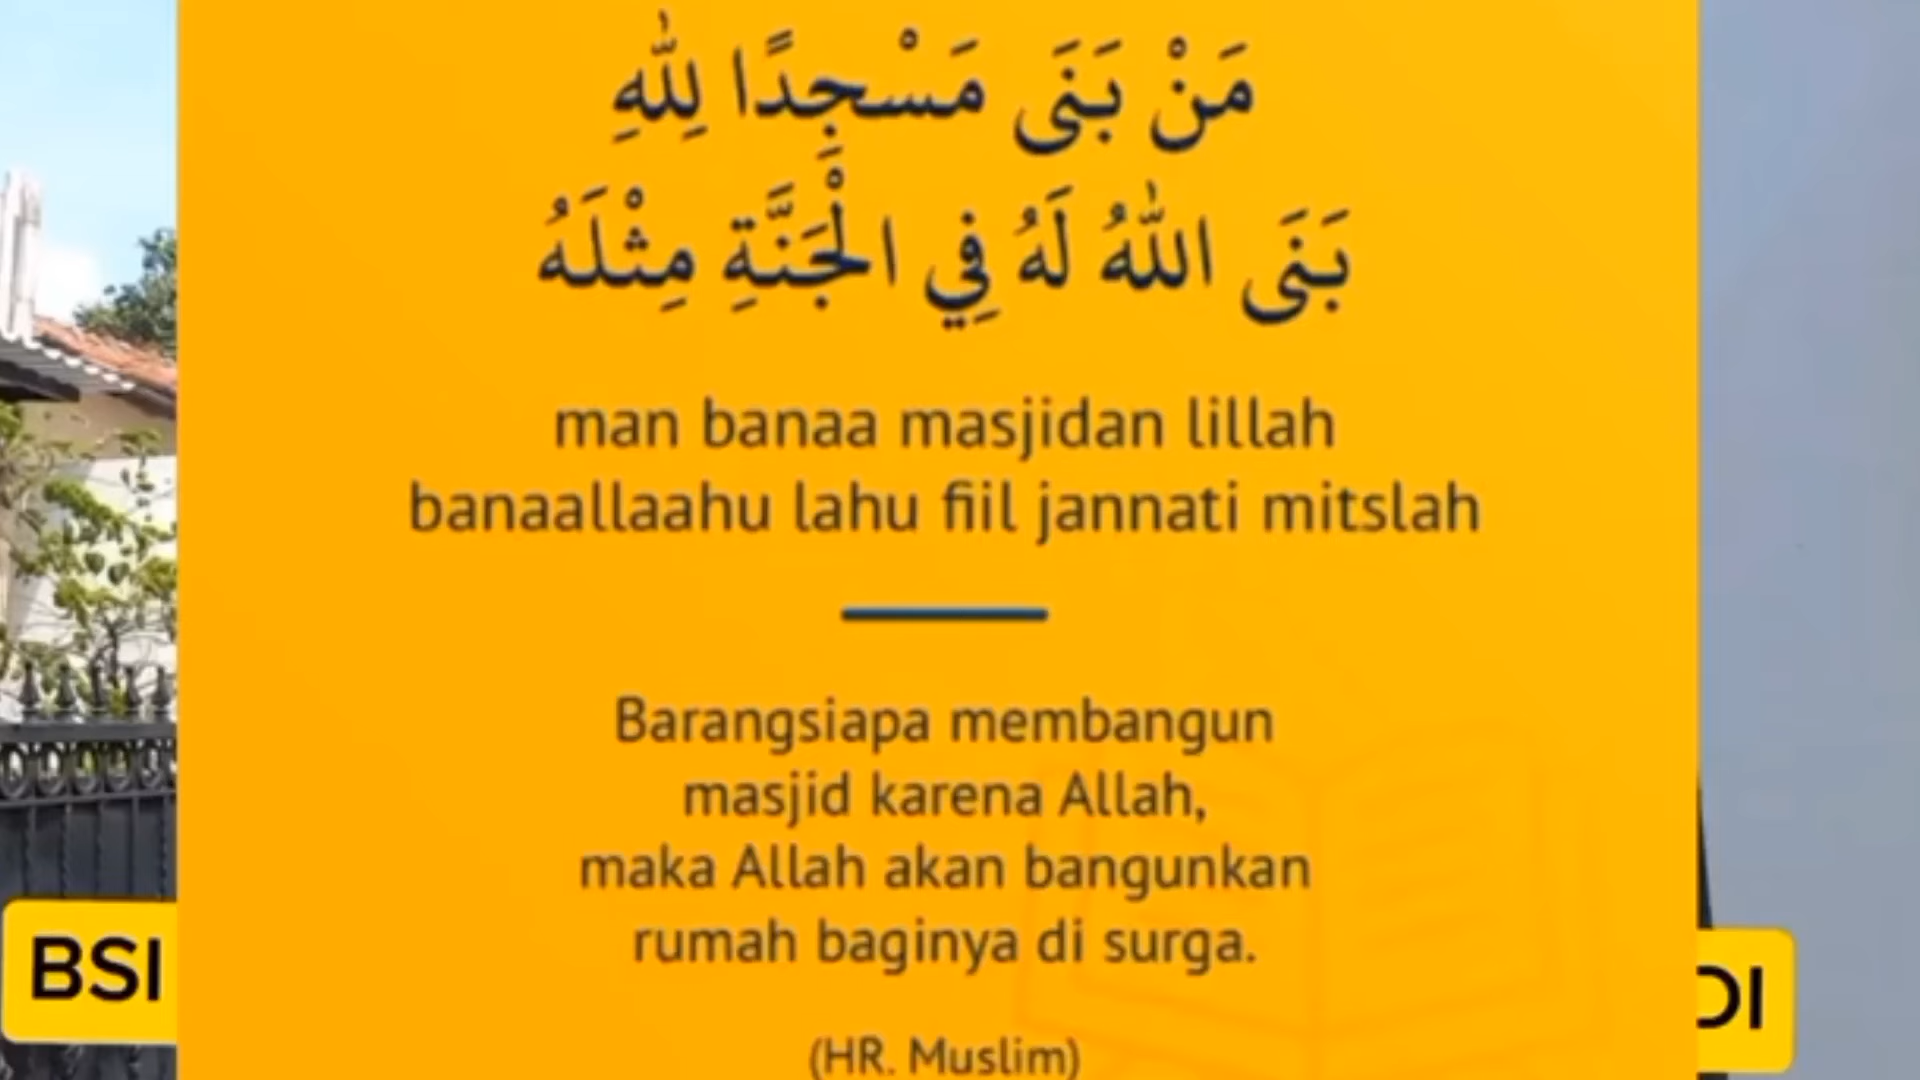 مَنْ بَنَى مَسْجِدًا لِلّٰهِ
بَنَى اللّٰهُ لَهُ فِي الْجَنَّةِ مِثْلَهُ
man banaa masjidan lillah
banaallaahu lahu fiil jannati mitslah
Barangsiapa membangun
masjid karena Allah,
maka Allah akan bangunkan
rumah baginya di surga.
(HR. Muslim)
BSI
DI